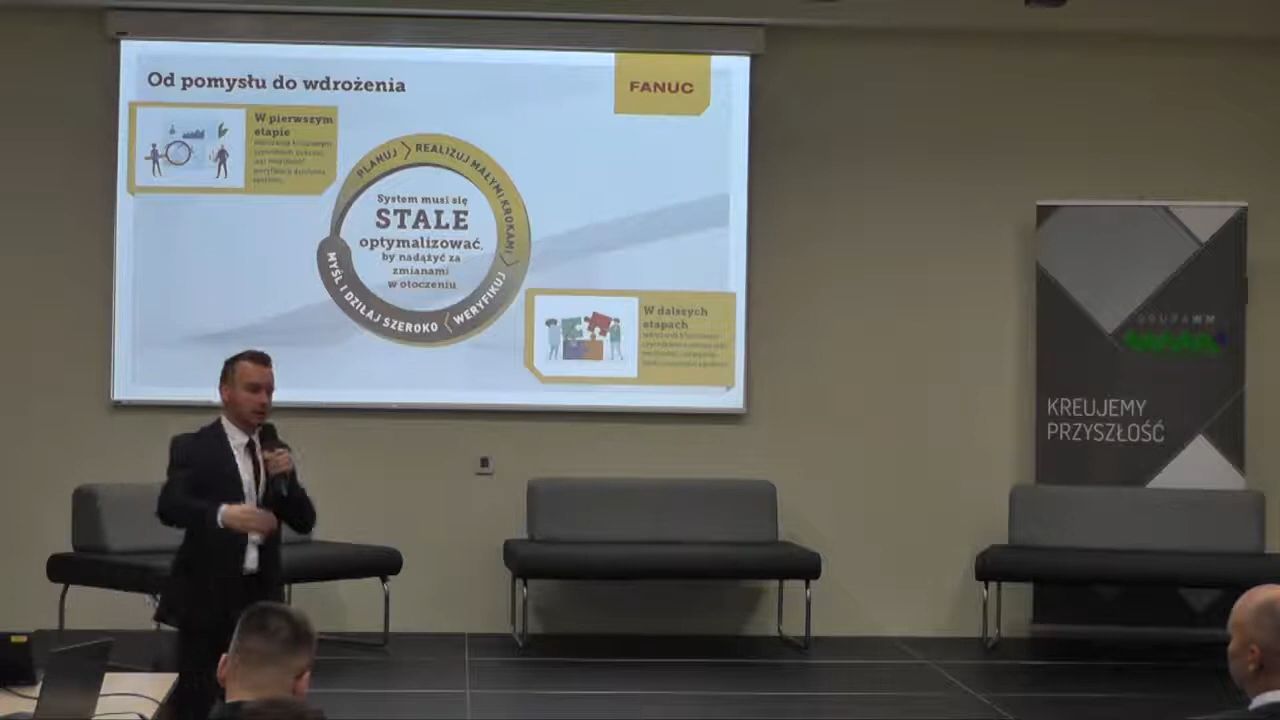 Od pomysłu do wdrożenia
FANUC
W pierwszym
etapie
PLANUJ
REALIZUJ MAŁYMI KROKAMI
WERYFIKUJ
MYŚL I DZIŁAJ SZEROKO
System musi się
STALE
optymalizować,
by nadążyć za
zmianami
w otoczeniu
W dalszych
etapach
KREUJEMY
PRZYSZŁOŚĆ